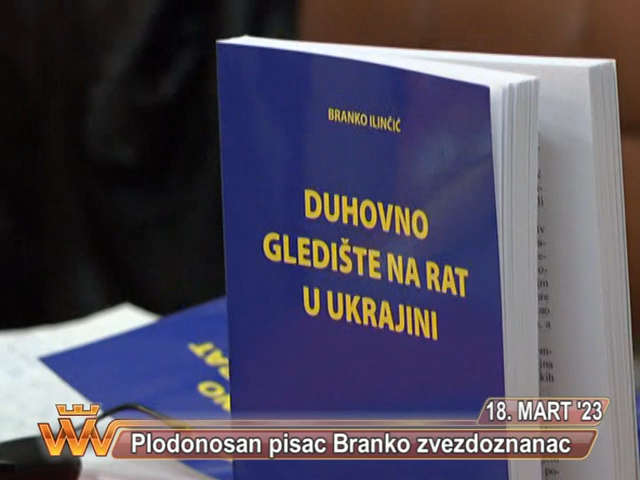 BRANKO ILINČIĆ
DUHOVNO
GLEDIŠTE NA RAT
U UKRAJINI
18. MART '23
Plodonosan pisac Branko zvezdoznanac